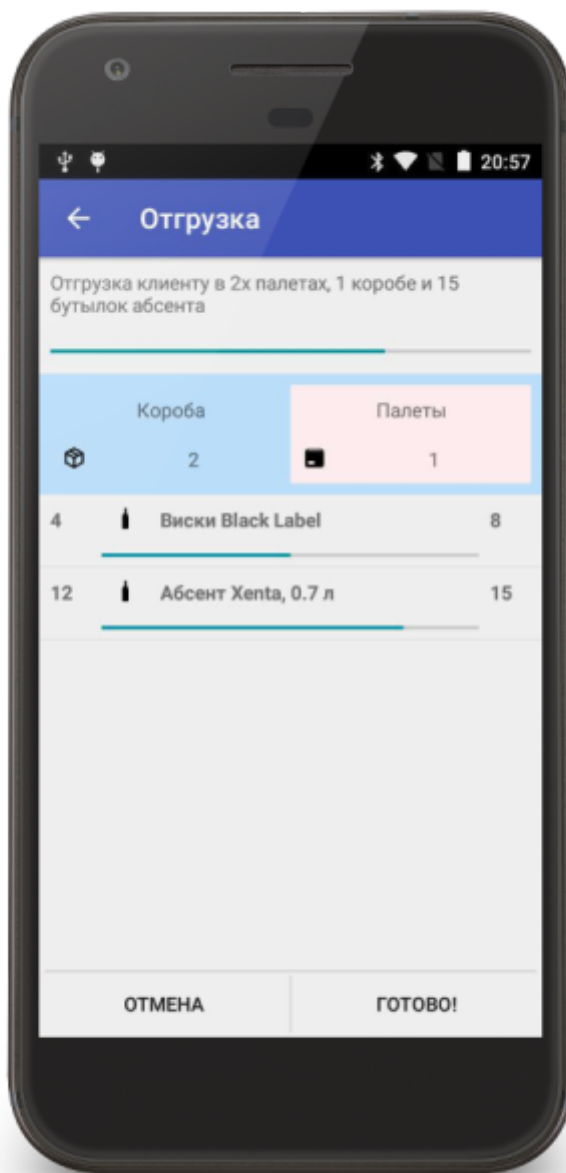 20:57
Отгрузка
Отгрузка клиенту в 2х палетах, 1 коробе и 15
бутылок абсента
Короба Палеты
2 1
4 Виски Black Label 8
12 Абсент Xenta, 0.7 л 15
ОТМЕНА ГОТОВО!